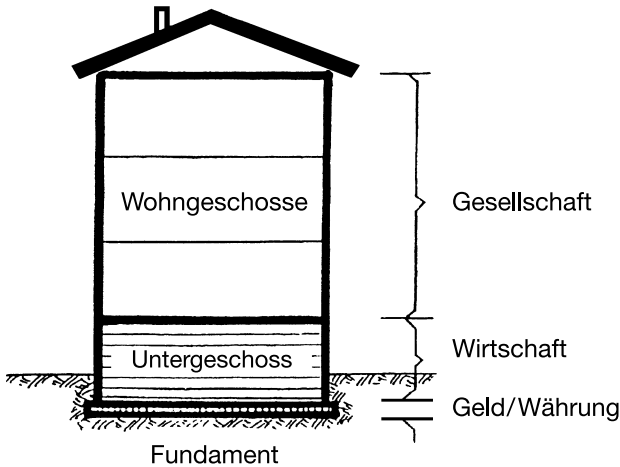 Wohngeschosse
Gesellschaft
Untergeschoss
Wirtschaft
Geld/Währung
Fundament